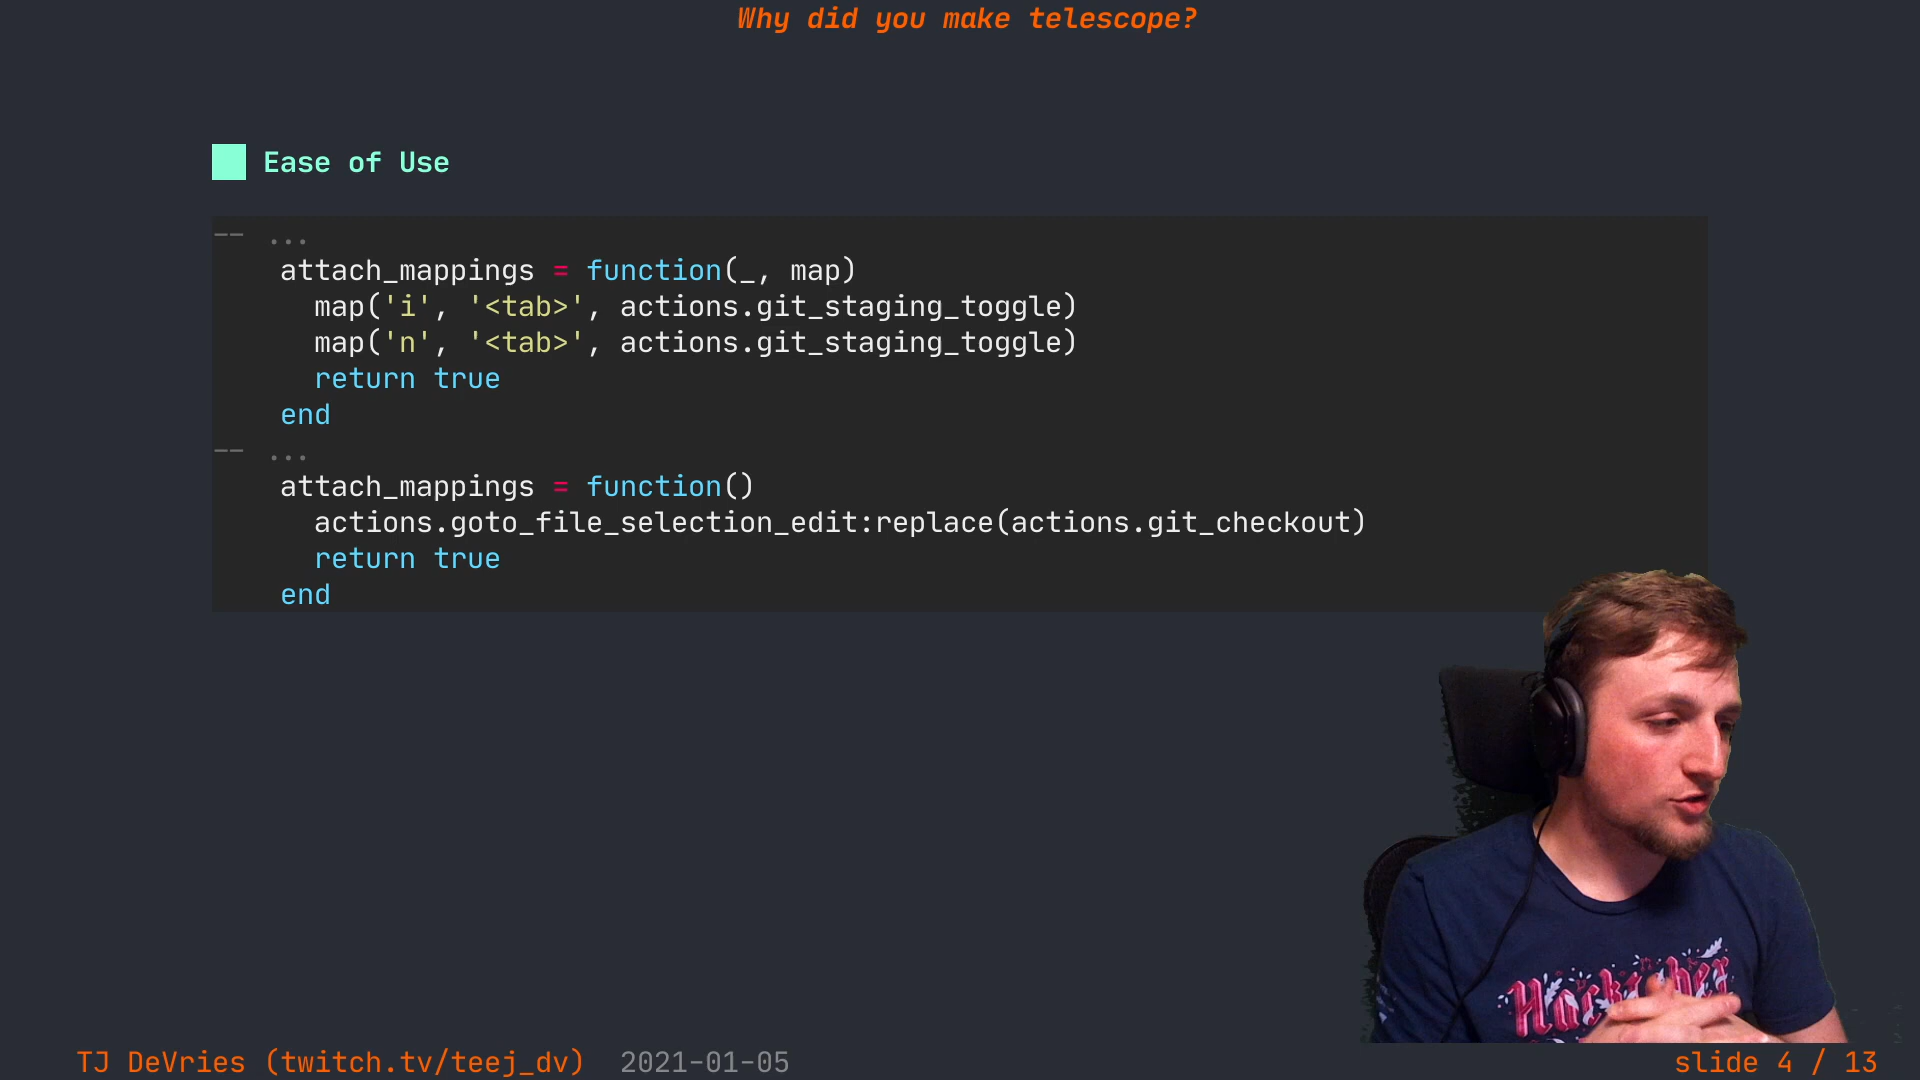 Why did you make telescope?
Ease of Use
-- ...
attach_mappings = function(_, map)
map('i', '<tab>', actions.git_staging_toggle)
map('n', '<tab>', actions.git_staging_toggle)
return true
end
-- ...
attach_mappings = function()
actions.goto_file_selection_edit:replace(actions.git_checkout)
return true
end
TJ DeVries (twitch.tv/teej_dv) 2021-01-05
slide 4 / 13